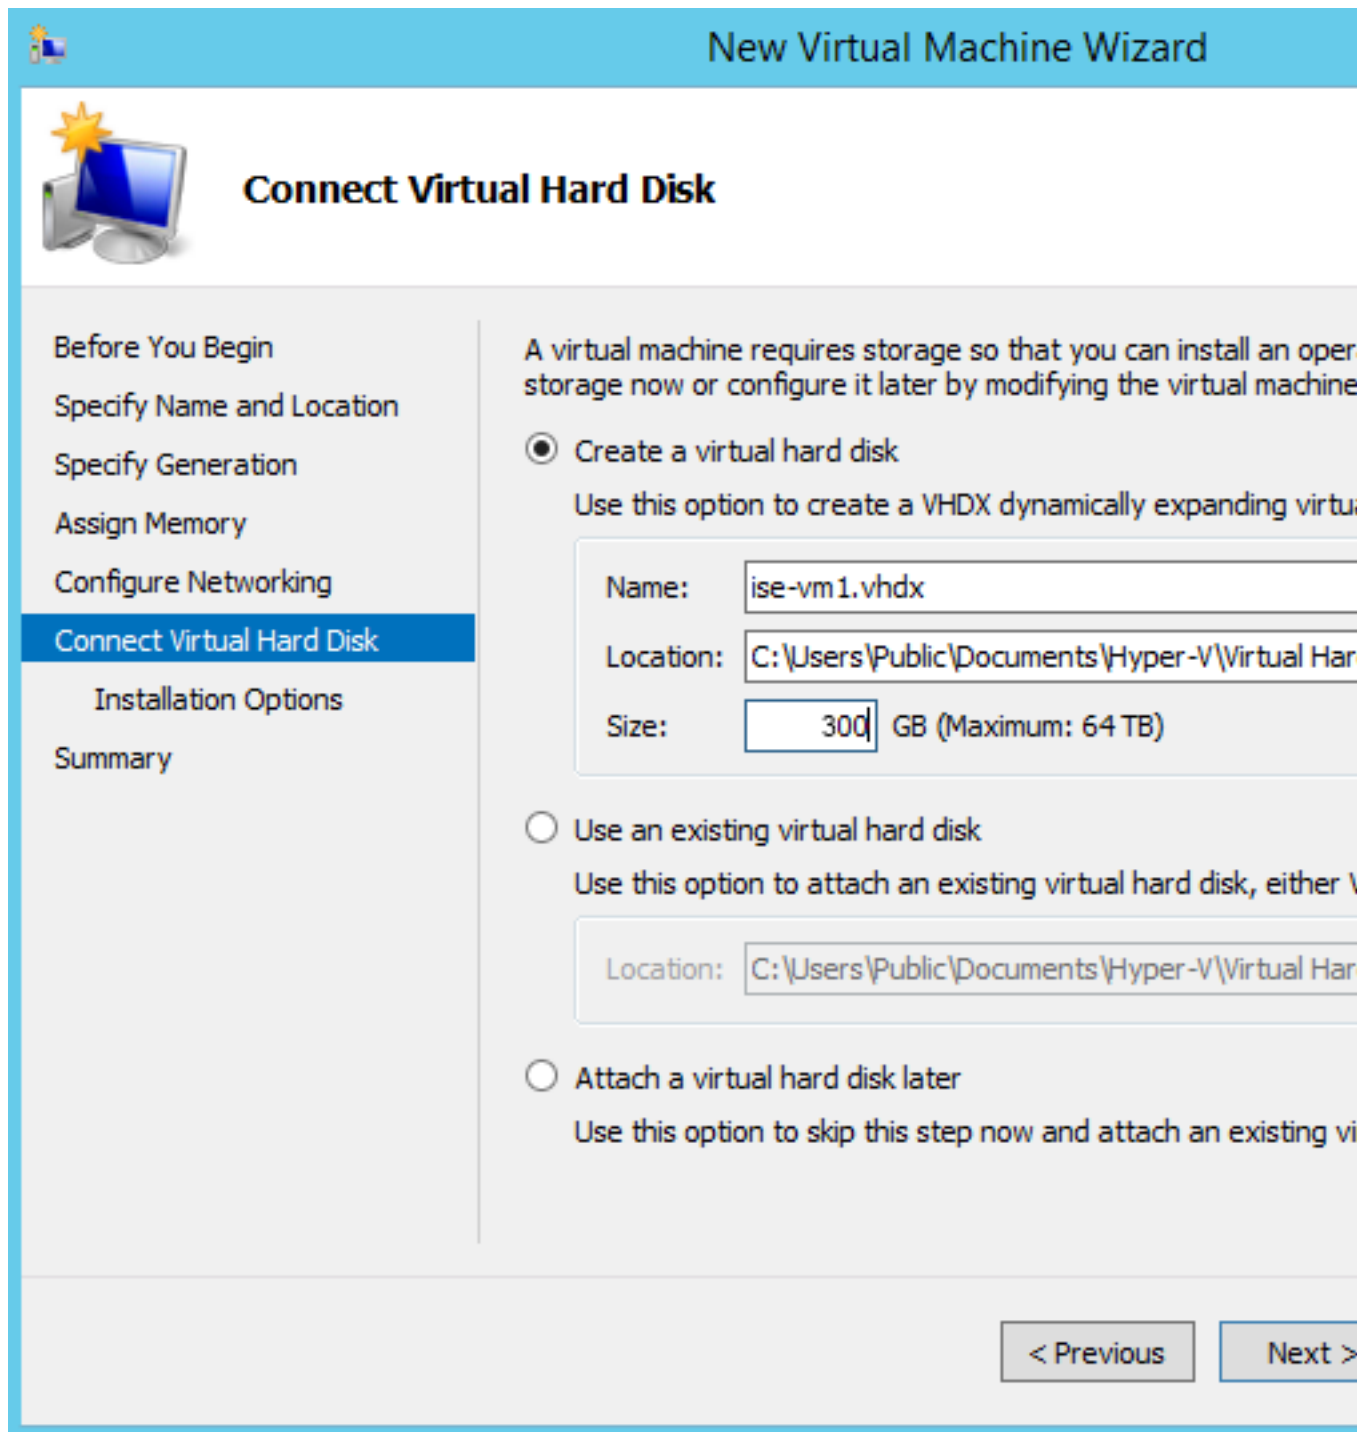 New Virtual Machine Wizard
Connect Virtual Hard Disk
Before You Begin
Specify Name and Location
Specify Generation
Assign Memory
Configure Networking
Connect Virtual Hard Disk
Installation Options
Summary
A virtual machine requires storage so that you can install an
storage now or configure it later by modifying the virtual machine
Create a virtual hard disk
Use this option to create a VHDX dynamically expanding
Name: ise-vm1.vhdx
Location: C:\Users\Public\Documents\Hyper-V\Virtual
Size: 300 GB (Maximum: 64 TB)
Use an existing virtual hard disk
Use this option to attach an existing virtual hard disk, either
Location: C:\Users\Public\Documents\Hyper-V\Virtual
Attach a virtual hard disk later
Use this option to skip this step now and attach an existing
< Previous
Next >